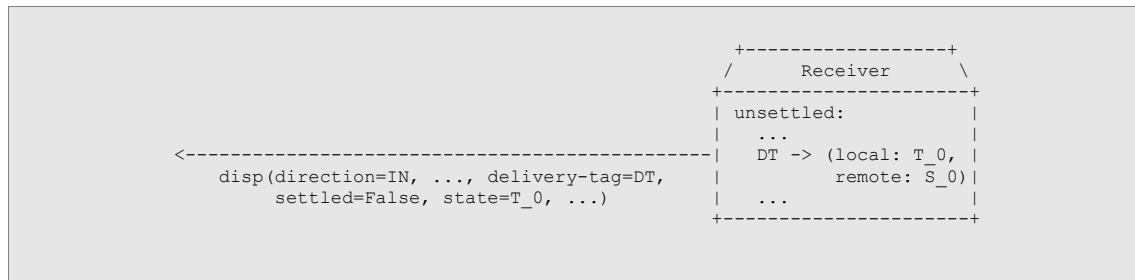 +------------------+
/ Receiver \
+----------------------+
| unsettled: |
| ... |
<-----------------------------------------------| DT -> (local: T_0, |
disp(direction=IN, ..., delivery-tag=DT, | remote: S_0)|
settled=False, state=T_0, ...) | ... |
+----------------------+